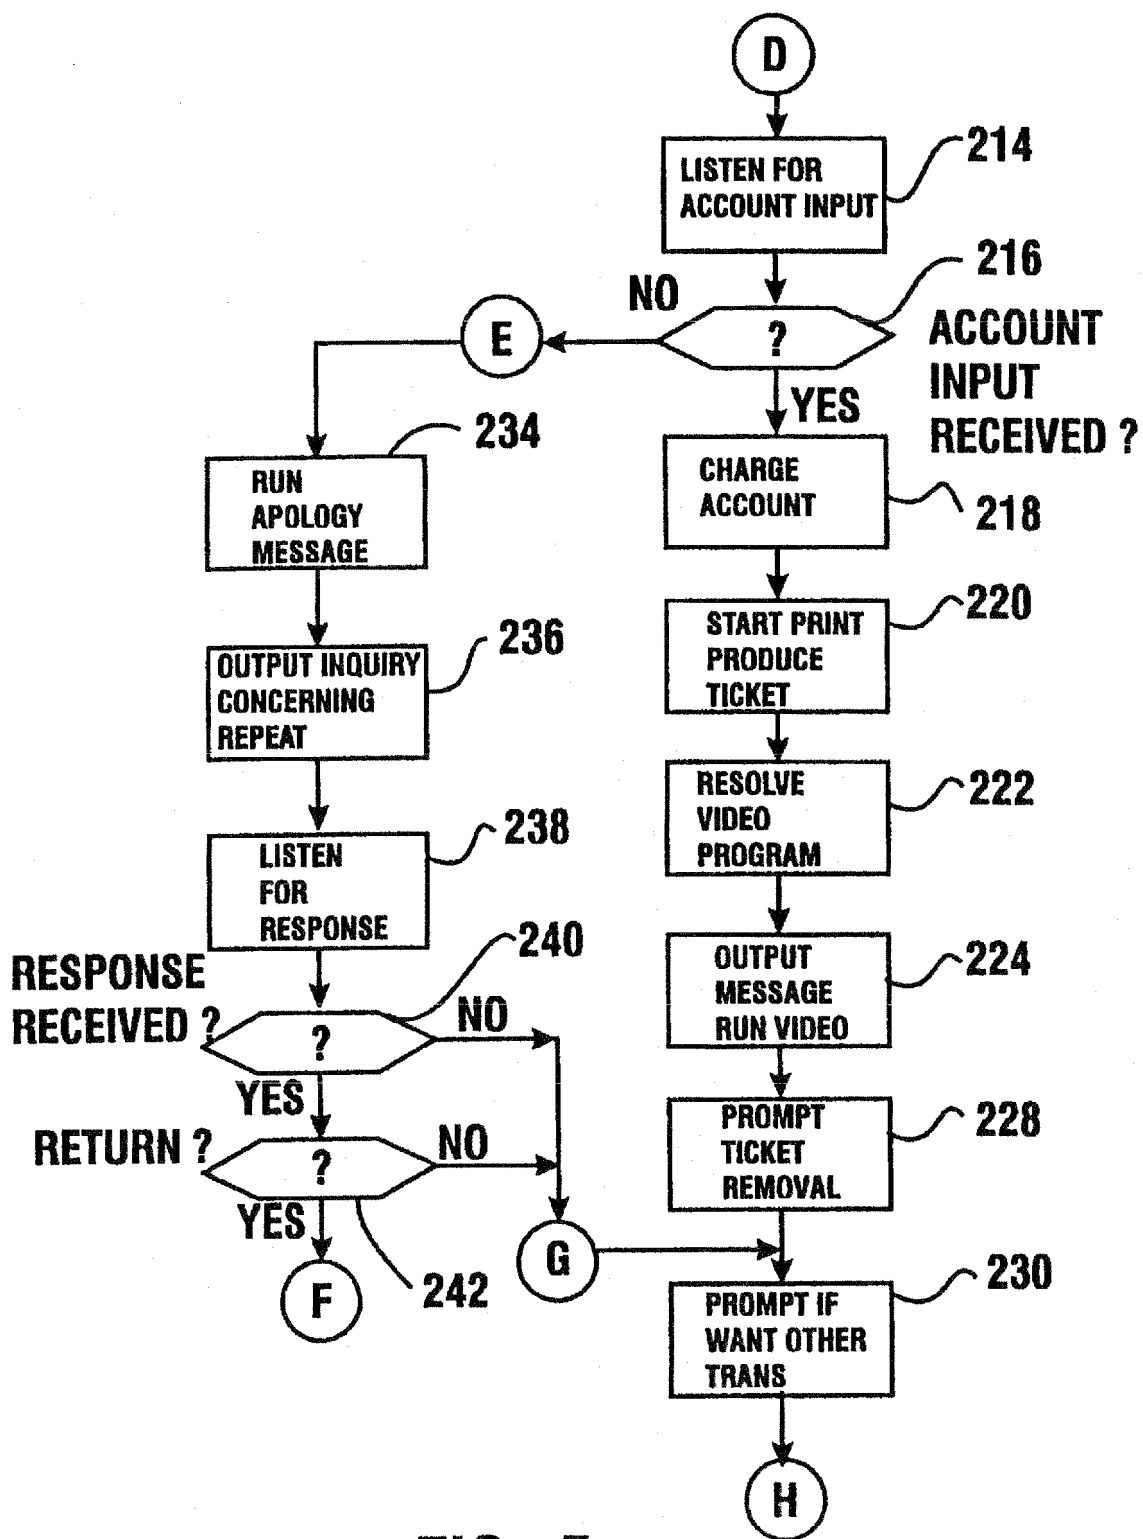 D
LISTEN FOR
ACCOUNT INPUT
214
216
NO
?
E
ACCOUNT
INPUT
RECEIVED ?
YES
CHARGE
ACCOUNT
218
234
RUN
APOLOGY
MESSAGE
START PRINT
PRODUCE
TICKET
220
OUTPUT INQUIRY
CONCERNING
REPEAT
236
RESOLVE
VIDEO
PROGRAM
222
LISTEN
FOR
RESPONSE
238
OUTPUT
MESSAGE
RUN VIDEO
224
240
RESPONSE
RECEIVED ?
?
NO
YES
PROMPT
TICKET
REMOVAL
228
RETURN ?
?
NO
YES
242
F
G
PROMPT IF
WANT OTHER
TRANS
230
H